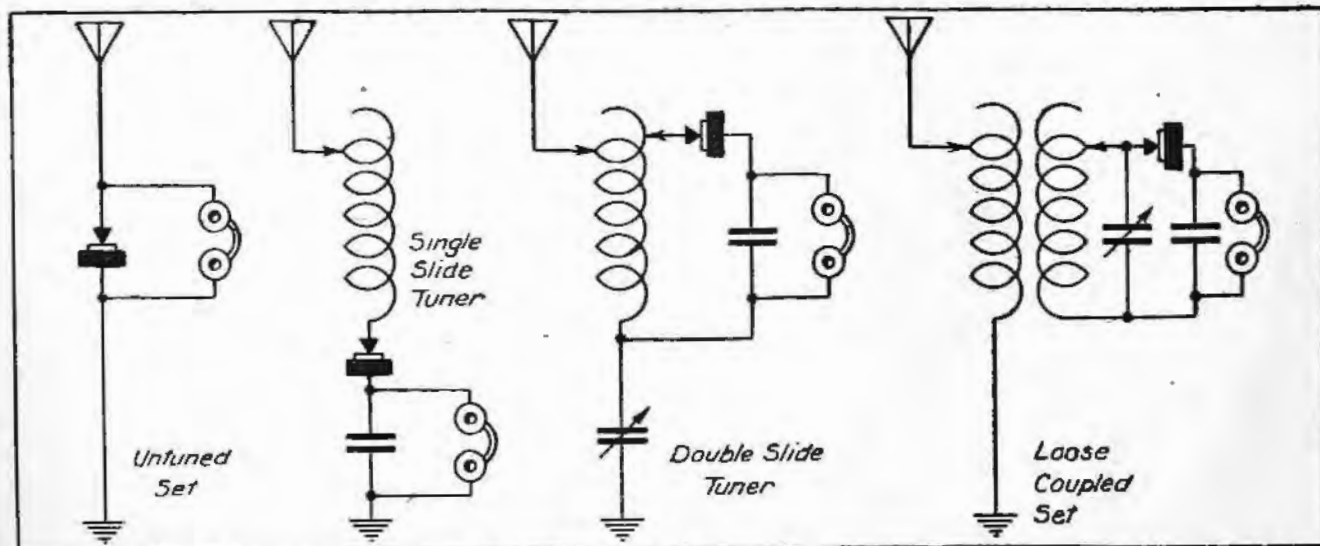 Untuned
Set
Single
Slide
Tuner
Double Slide
Tuner
Loose
Coupled
Set